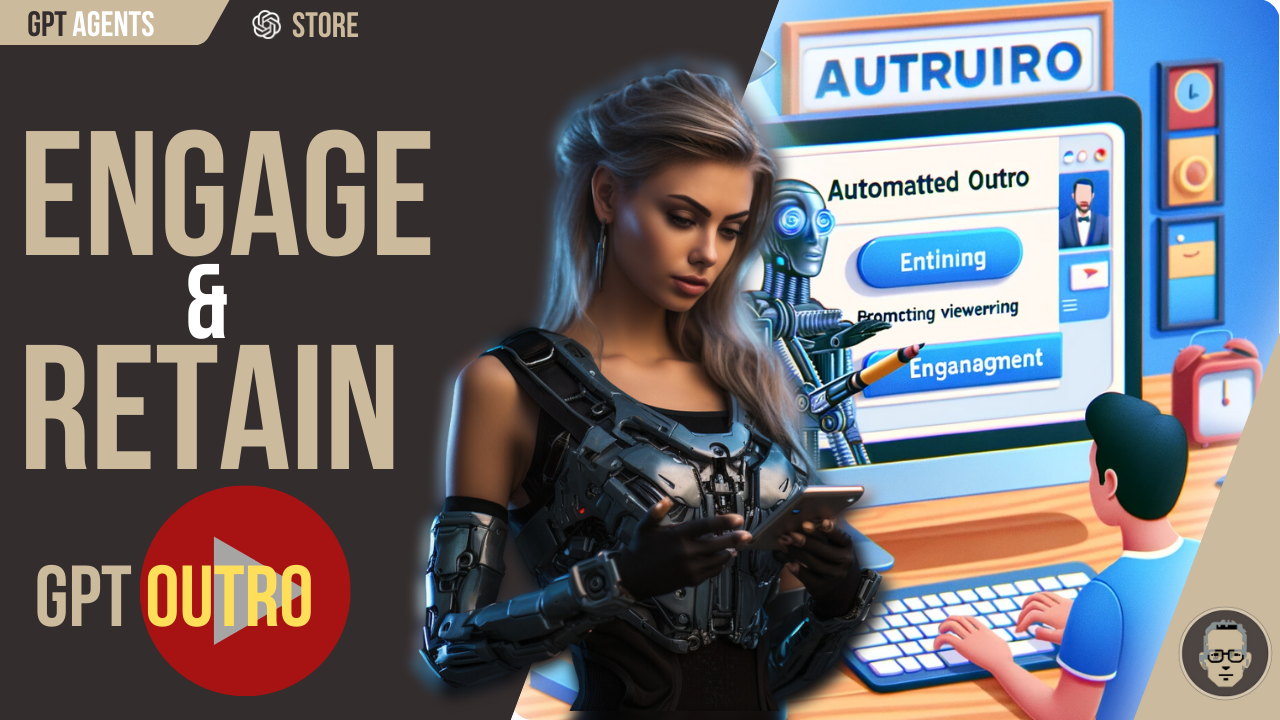 GPT AGENTS
STORE
ENGAGE
&
RETAIN
GPT OUTRO
AUTRUIRO
Automatted Outro
Entining
Promcting viewerring
Enganagment